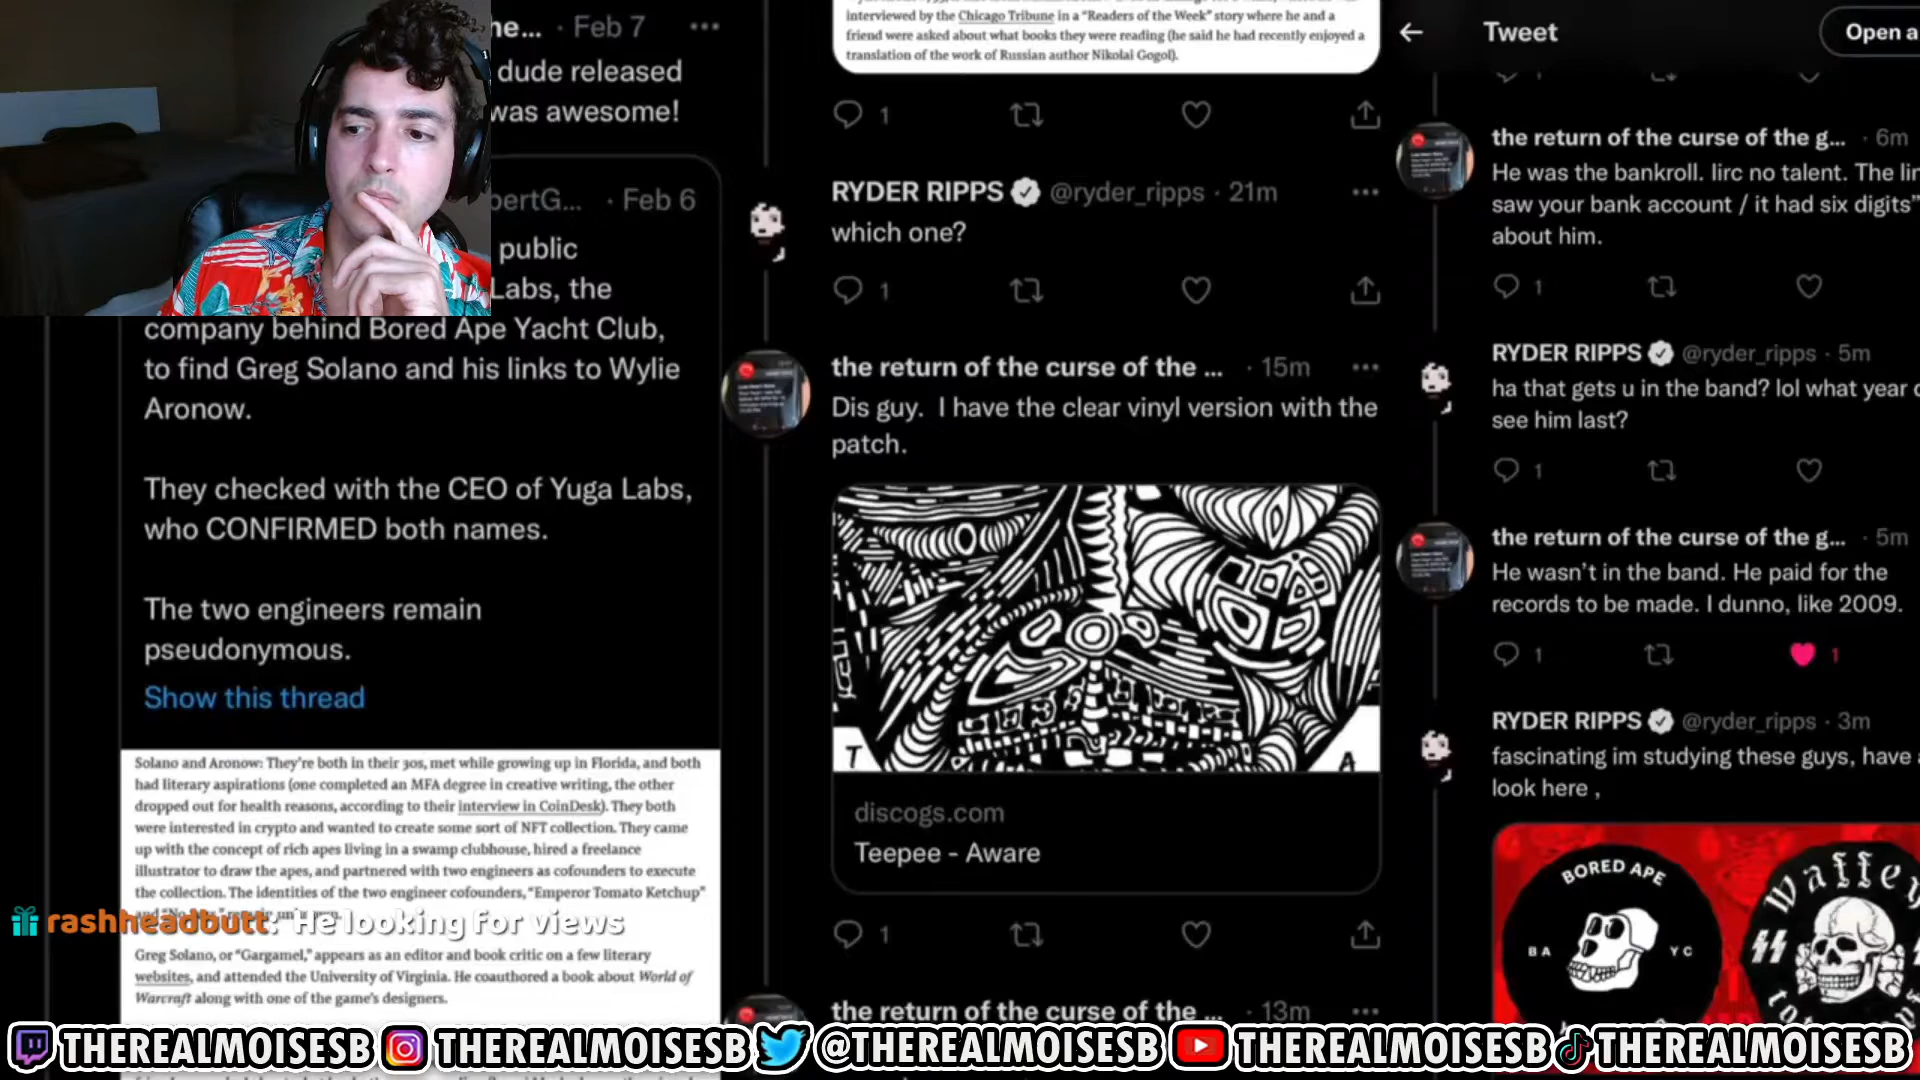 he... · Feb 7
dude released
was awesome!
bertG... · Feb 6
public
Labs, the
company behind Bored Ape Yacht Club,
to find Greg Solano and his links to Wylie
Aronow.
They checked with the CEO of Yuga Labs,
who CONFIRMED both names.
The two engineers remain
pseudonymous.
Show this thread
Solano and Aronow: They're both in their 30s, met while growing up in Florida, and both
had literary aspirations (one completed an MFA degree in creative writing, the other
dropped out for health reasons, according to their interview in CoinDesk). They both
were interested in crypto and wanted to create some sort of NFT collection. They came
up with the concept of rich apes living in a swamp clubhouse, hired a freelance
illustrator to draw the apes, and partnered with two engineers as cofounders to execute
the collection. The identities of the two engineer cofounders, "Emperor Tomato Ketchup"
rashheadbutt: He looking for views
Greg Solano, or "Gargamel," appears as an editor and book critic on a few literary
websites, and attended the University of Virginia. He coauthored a book about World of
Warcraft along with one of the game's designers.
interviewed by the Chicago Tribune in a "Readers of the Week" story where he and a
friend were asked about what books they were reading (he said he had recently enjoyed a
translation of the work of Russian author Nikolai Gogol).
1
RYDER RIPPS @ryder_ripps · 21m
which one?
1
the return of the curse of the ... · 15m
Dis guy. I have the clear vinyl version with the
patch.
T A
discogs.com
Teepee - Aware
1
the return of the curse of the ... · 13m
Tweet
Open a
1
the return of the curse of the g... · 6m
He was the bankroll. Iirc no talent. The lin
saw your bank account / it had six digits"
about him.
1
RYDER RIPPS @ryder_ripps · 5m
ha that gets u in the band? lol what year
see him last?
1
the return of the curse of the g... · 5m
He wasn't in the band. He paid for the
records to be made. I dunno, like 2009.
1 1
RYDER RIPPS @ryder_ripps · 3m
fascinating im studying these guys, have a
look here ,
BORED APE
BA YC
waffen
THEREALMOISESB THEREALMOISESB @THEREALMOISESB THEREALMOISESB THEREALMOISESB